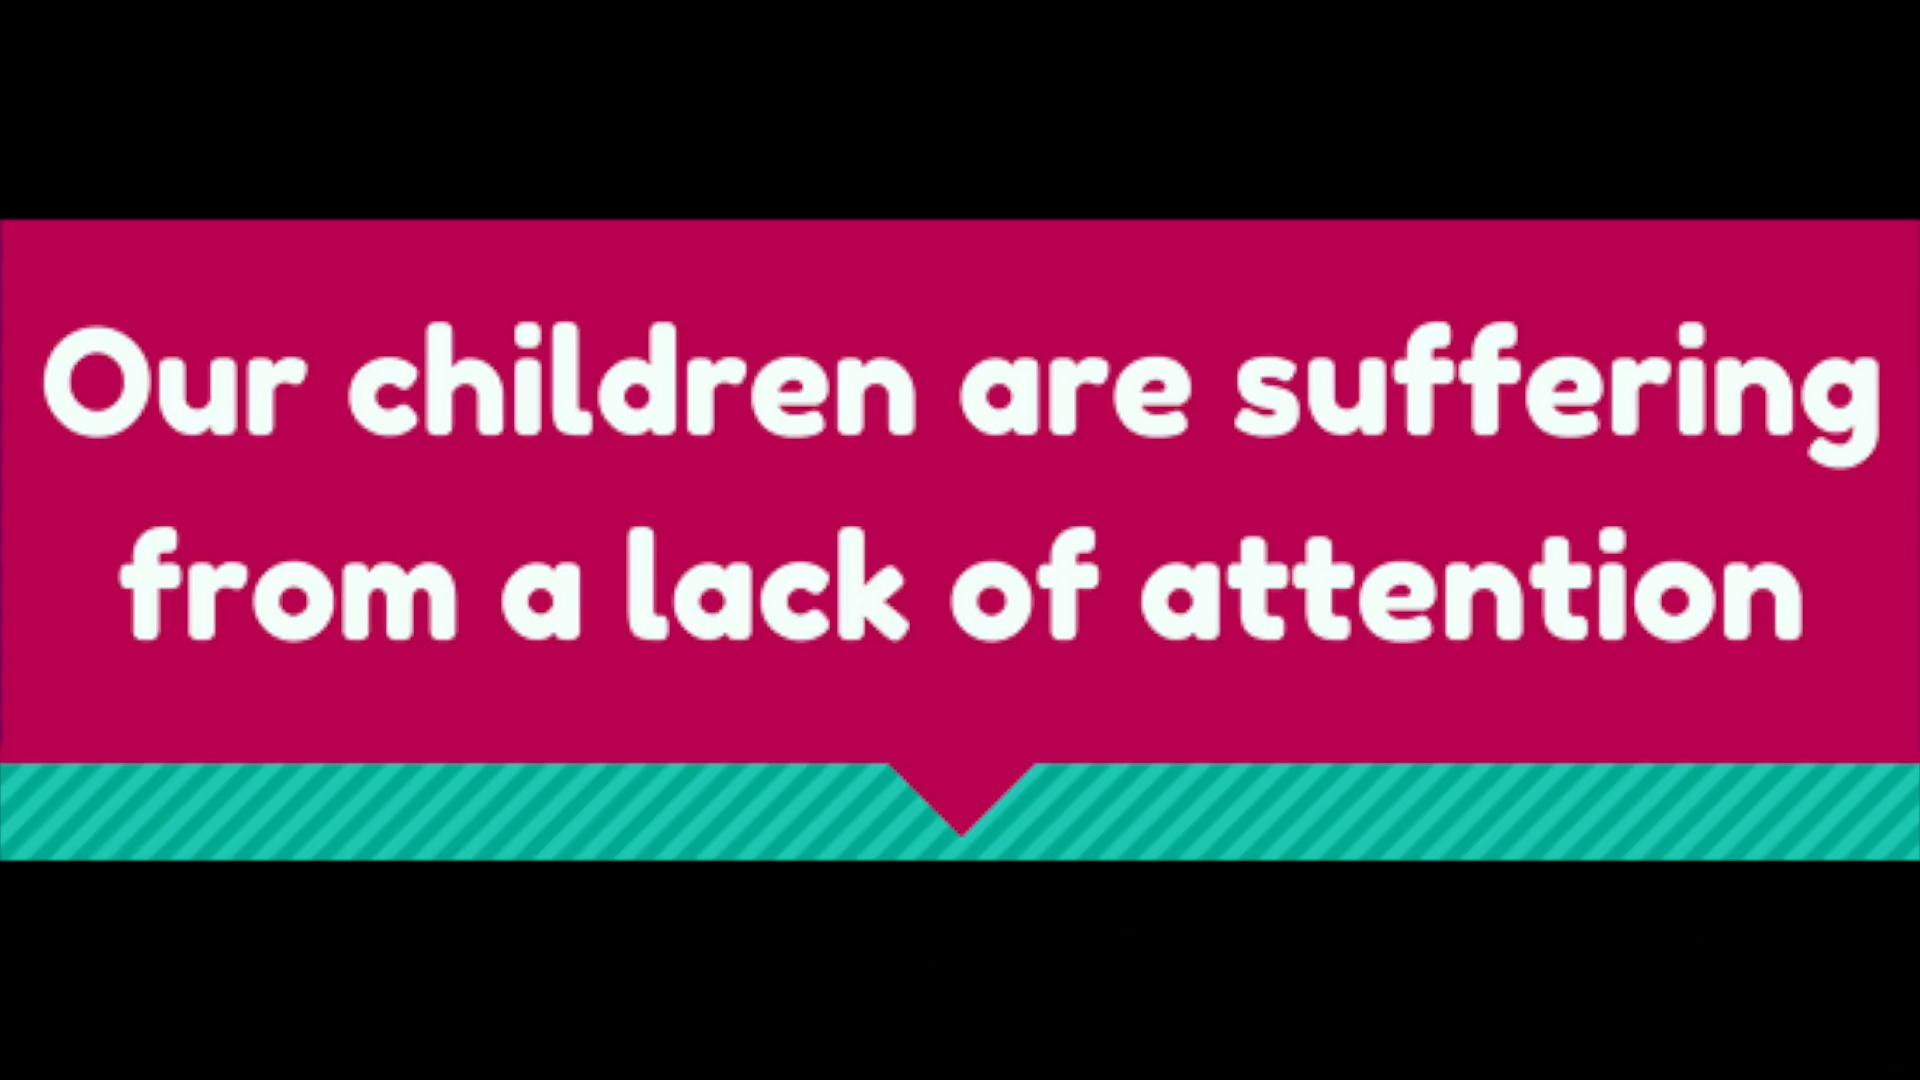 Our children are suffering
from a lack of attention